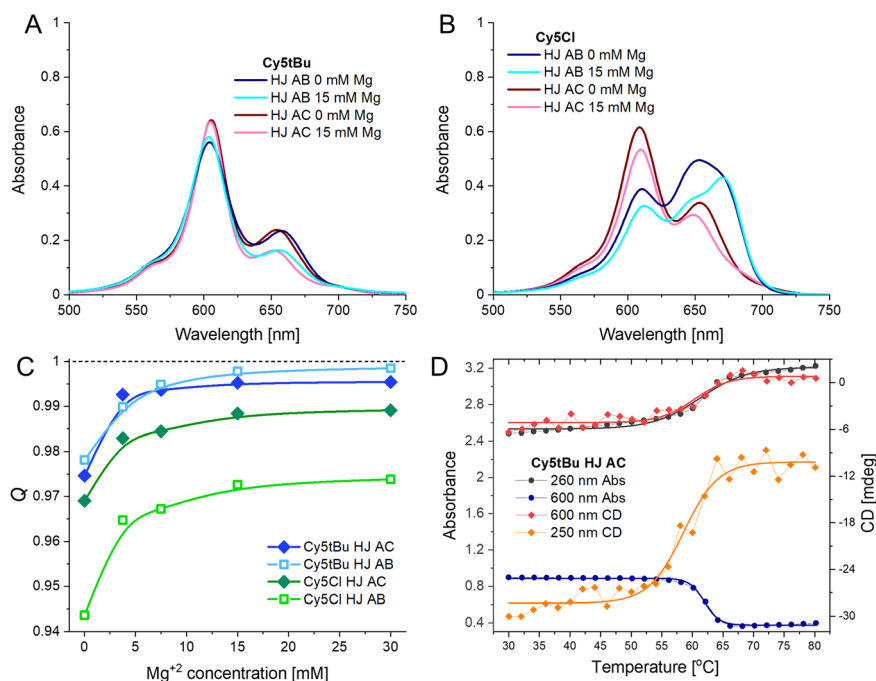 A
Cy5tBu
HJ AB 0 mM Mg
HJ AB 15 mM Mg
HJ AC 0 mM Mg
HJ AC 15 mM Mg
1
0.8
0.6
0.4
0.2
0
Absorbance
500 550 600 650 700 750
Wavelength [nm]
B
Cy5Cl
HJ AB 0 mM Mg
HJ AB 15 mM Mg
HJ AC 0 mM Mg
HJ AC 15 mM Mg
1
0.8
0.6
0.4
0.2
0
Absorbance
500 550 600 650 700 750
Wavelength [nm]
C
1
0.99
0.98
0.97
0.96
0.95
0.94
Q
Cy5tBu HJ AC
Cy5tBu HJ AB
Cy5Cl HJ AC
Cy5Cl HJ AB
0 5 10 15 20 25 30
Mg+2 concentration [mM]
D
3.2
2.8
2.4
2.0
1.6
1.2
0.8
0.4
Absorbance
Cy5tBu HJ AC
260 nm Abs
600 nm Abs
600 nm CD
250 nm CD
0
-6
-12
-18
-24
-30
CD [mdeg]
30 35 40 45 50 55 60 65 70 75 80
Temperature [oC]